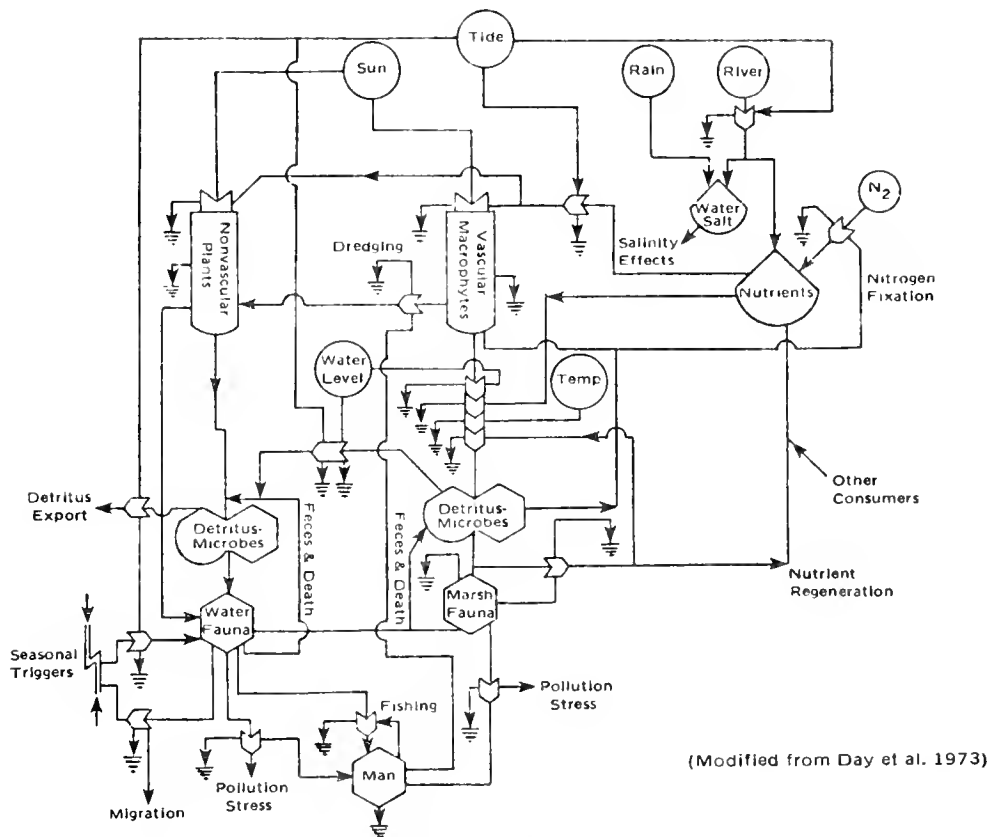 Tide
Sun
Rain
River
N₂
Water
Salt
Salinity
Effects
Nutrients
Nitrogen
Fixation
Nonvascular
Plants
Vascular
Macrophytes
Dredging
Water
Level
Temp
Other
Consumers
Detritus
Export
Detritus-
Microbes
Feces & Death
Feces & Death
Detritus-
Microbes
Nutrient
Regeneration
Water
Fauna
Marsh
Fauna
Seasonal
Triggers
Pollution
Stress
Fishing
Man
Pollution
Stress
Migration
(Modified from Day et al. 1973)